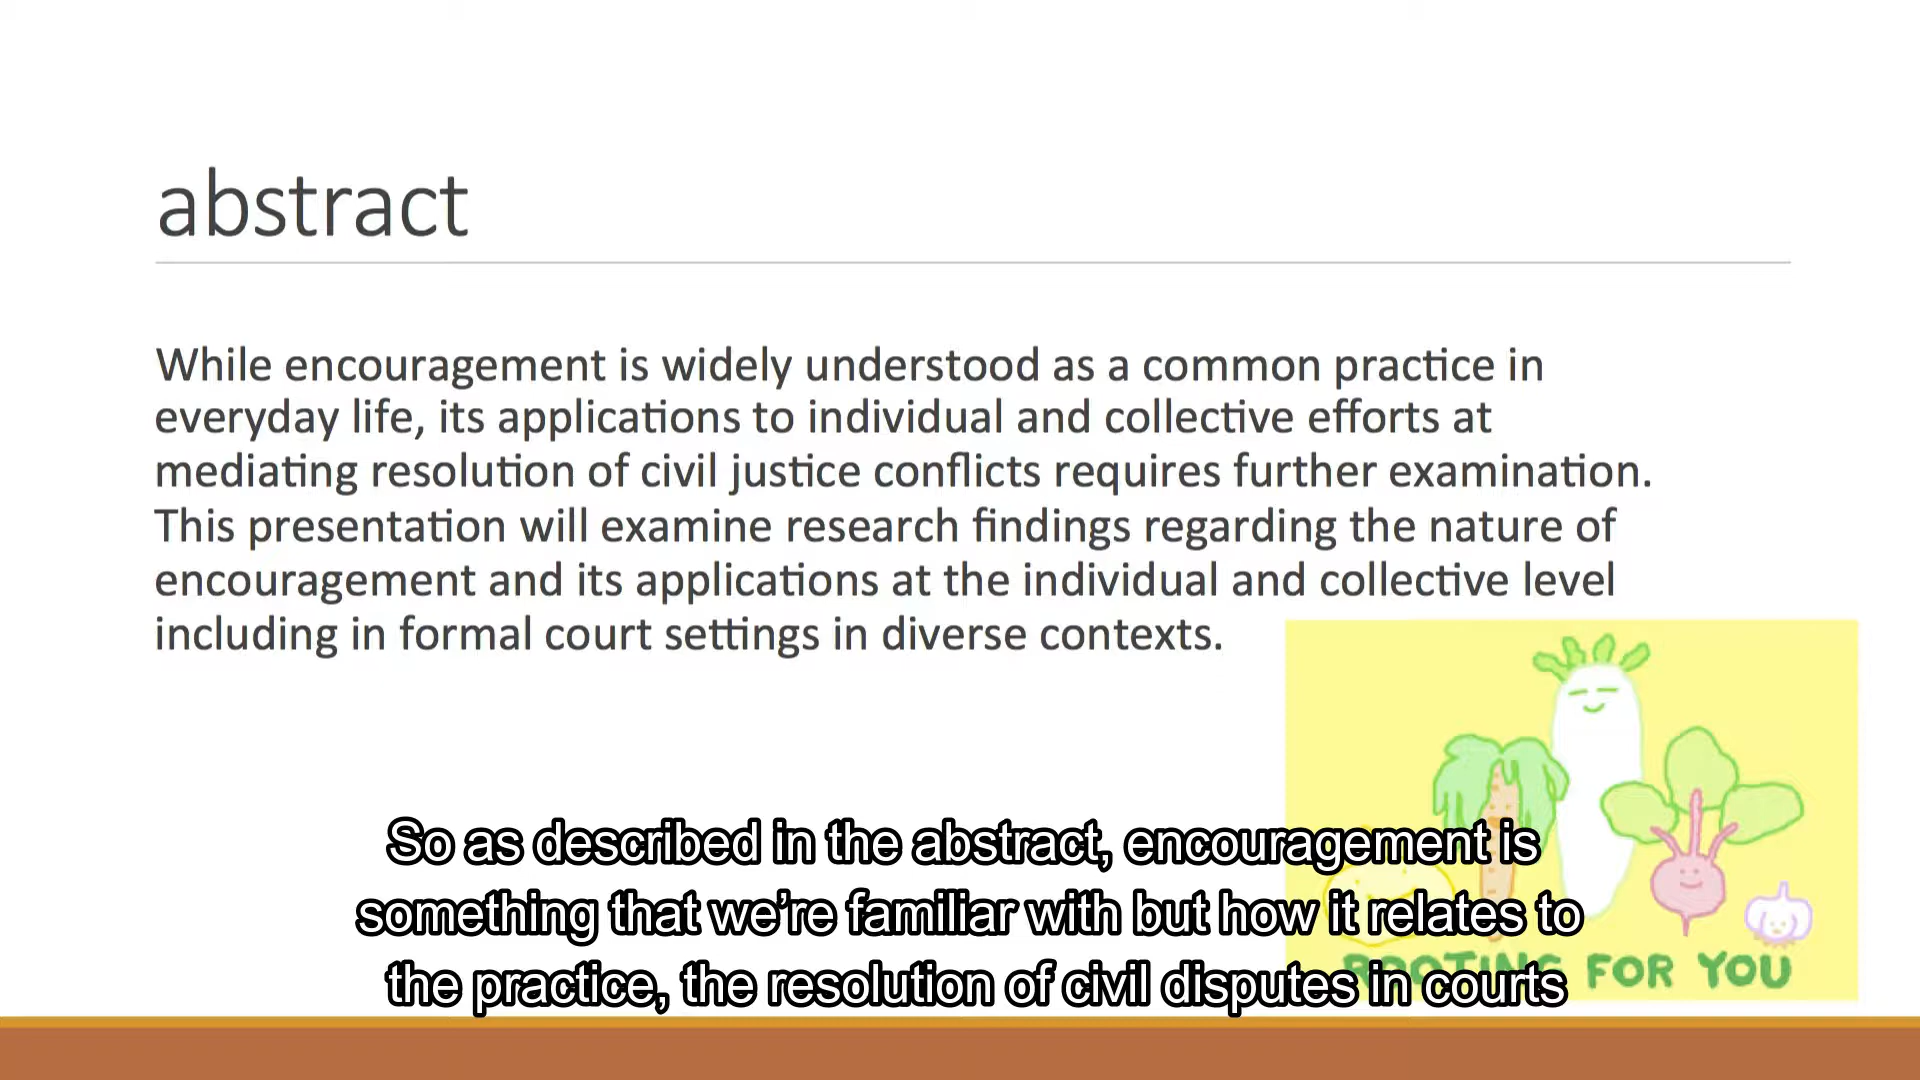 abstract
While encouragement is widely understood as a common practice in
everyday life, its applications to individual and collective efforts at
mediating resolution of civil justice conflicts requires further examination.
This presentation will examine research findings regarding the nature of
encouragement and its applications at the individual and collective level
including in formal court settings in diverse contexts.
So as described in the abstract, encouragement is
something that we're familiar with but how it relates to
the practice, the resolution of civil disputes in courts
ROOTING FOR YOU